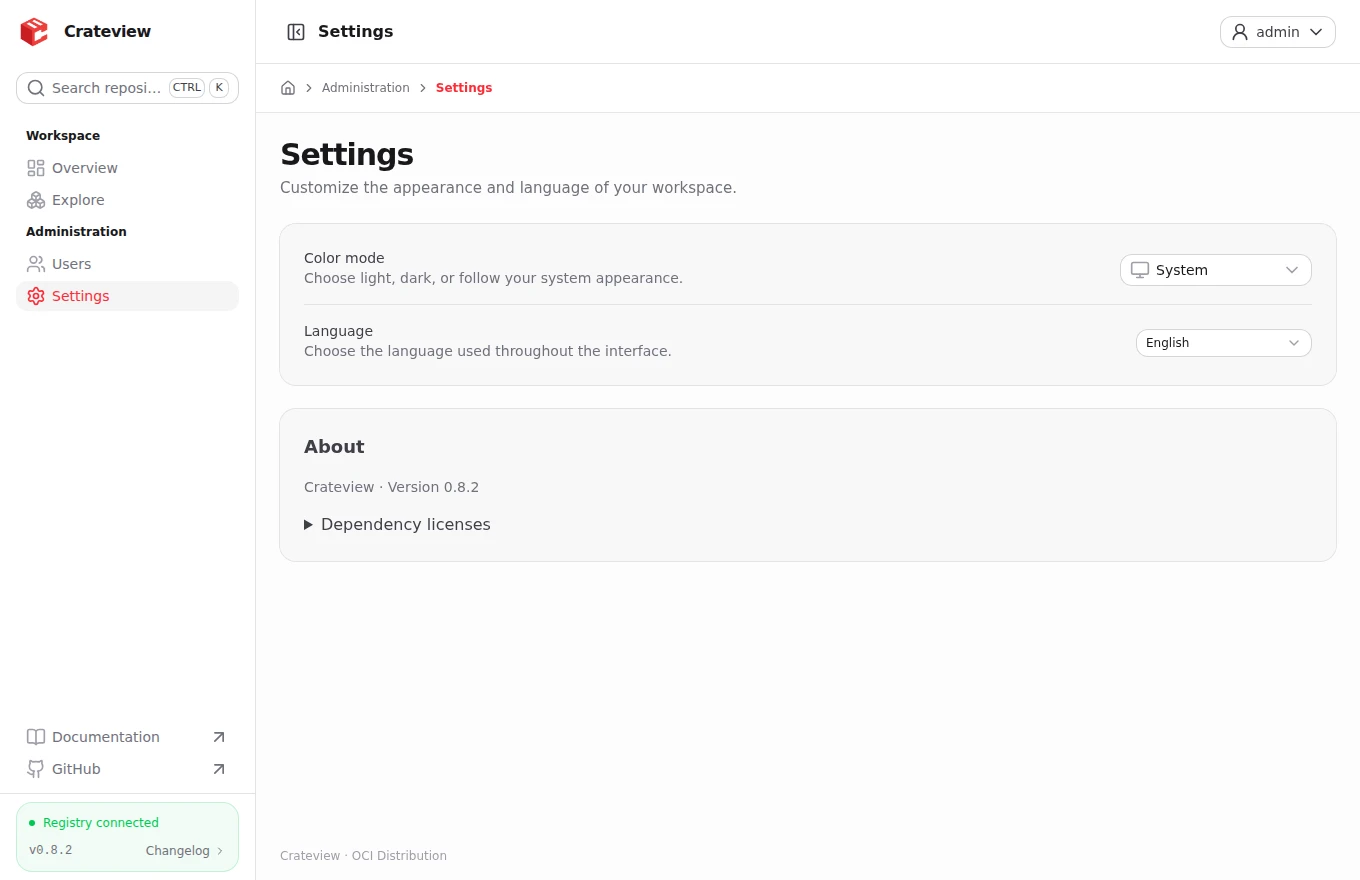 Crateview
Search reposi... CTRL K
Workspace
Overview
Explore
Administration
Users
Settings
Documentation
GitHub
Registry connected
v0.8.2 Changelog
Settings
admin
Administration Settings
Settings
Customize the appearance and language of your workspace.
Color mode
Choose light, dark, or follow your system appearance.
System
Language
Choose the language used throughout the interface.
English
About
Crateview · Version 0.8.2
Dependency licenses
Crateview · OCI Distribution